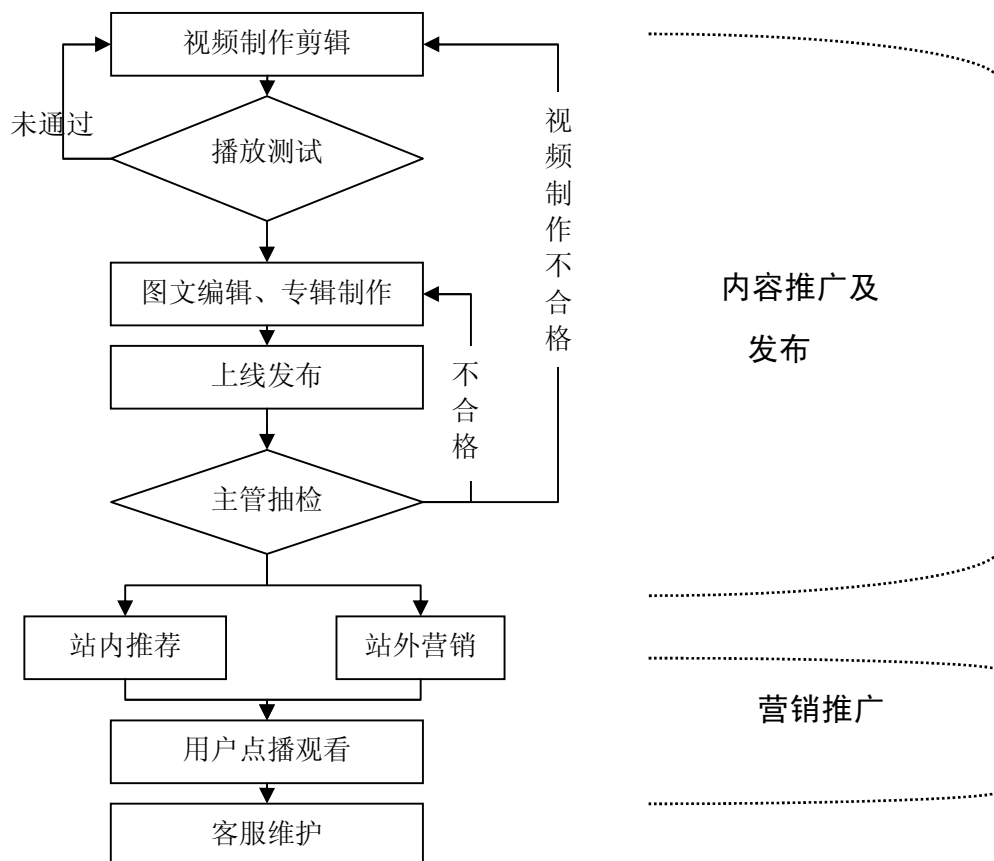 视频制作剪辑
未通过
播放测试
视频制作不合格
图文编辑、专辑制作
内容推广及
发布
上线发布
不合格
主管抽检
站内推荐
站外营销
营销推广
用户点播观看
客服维护